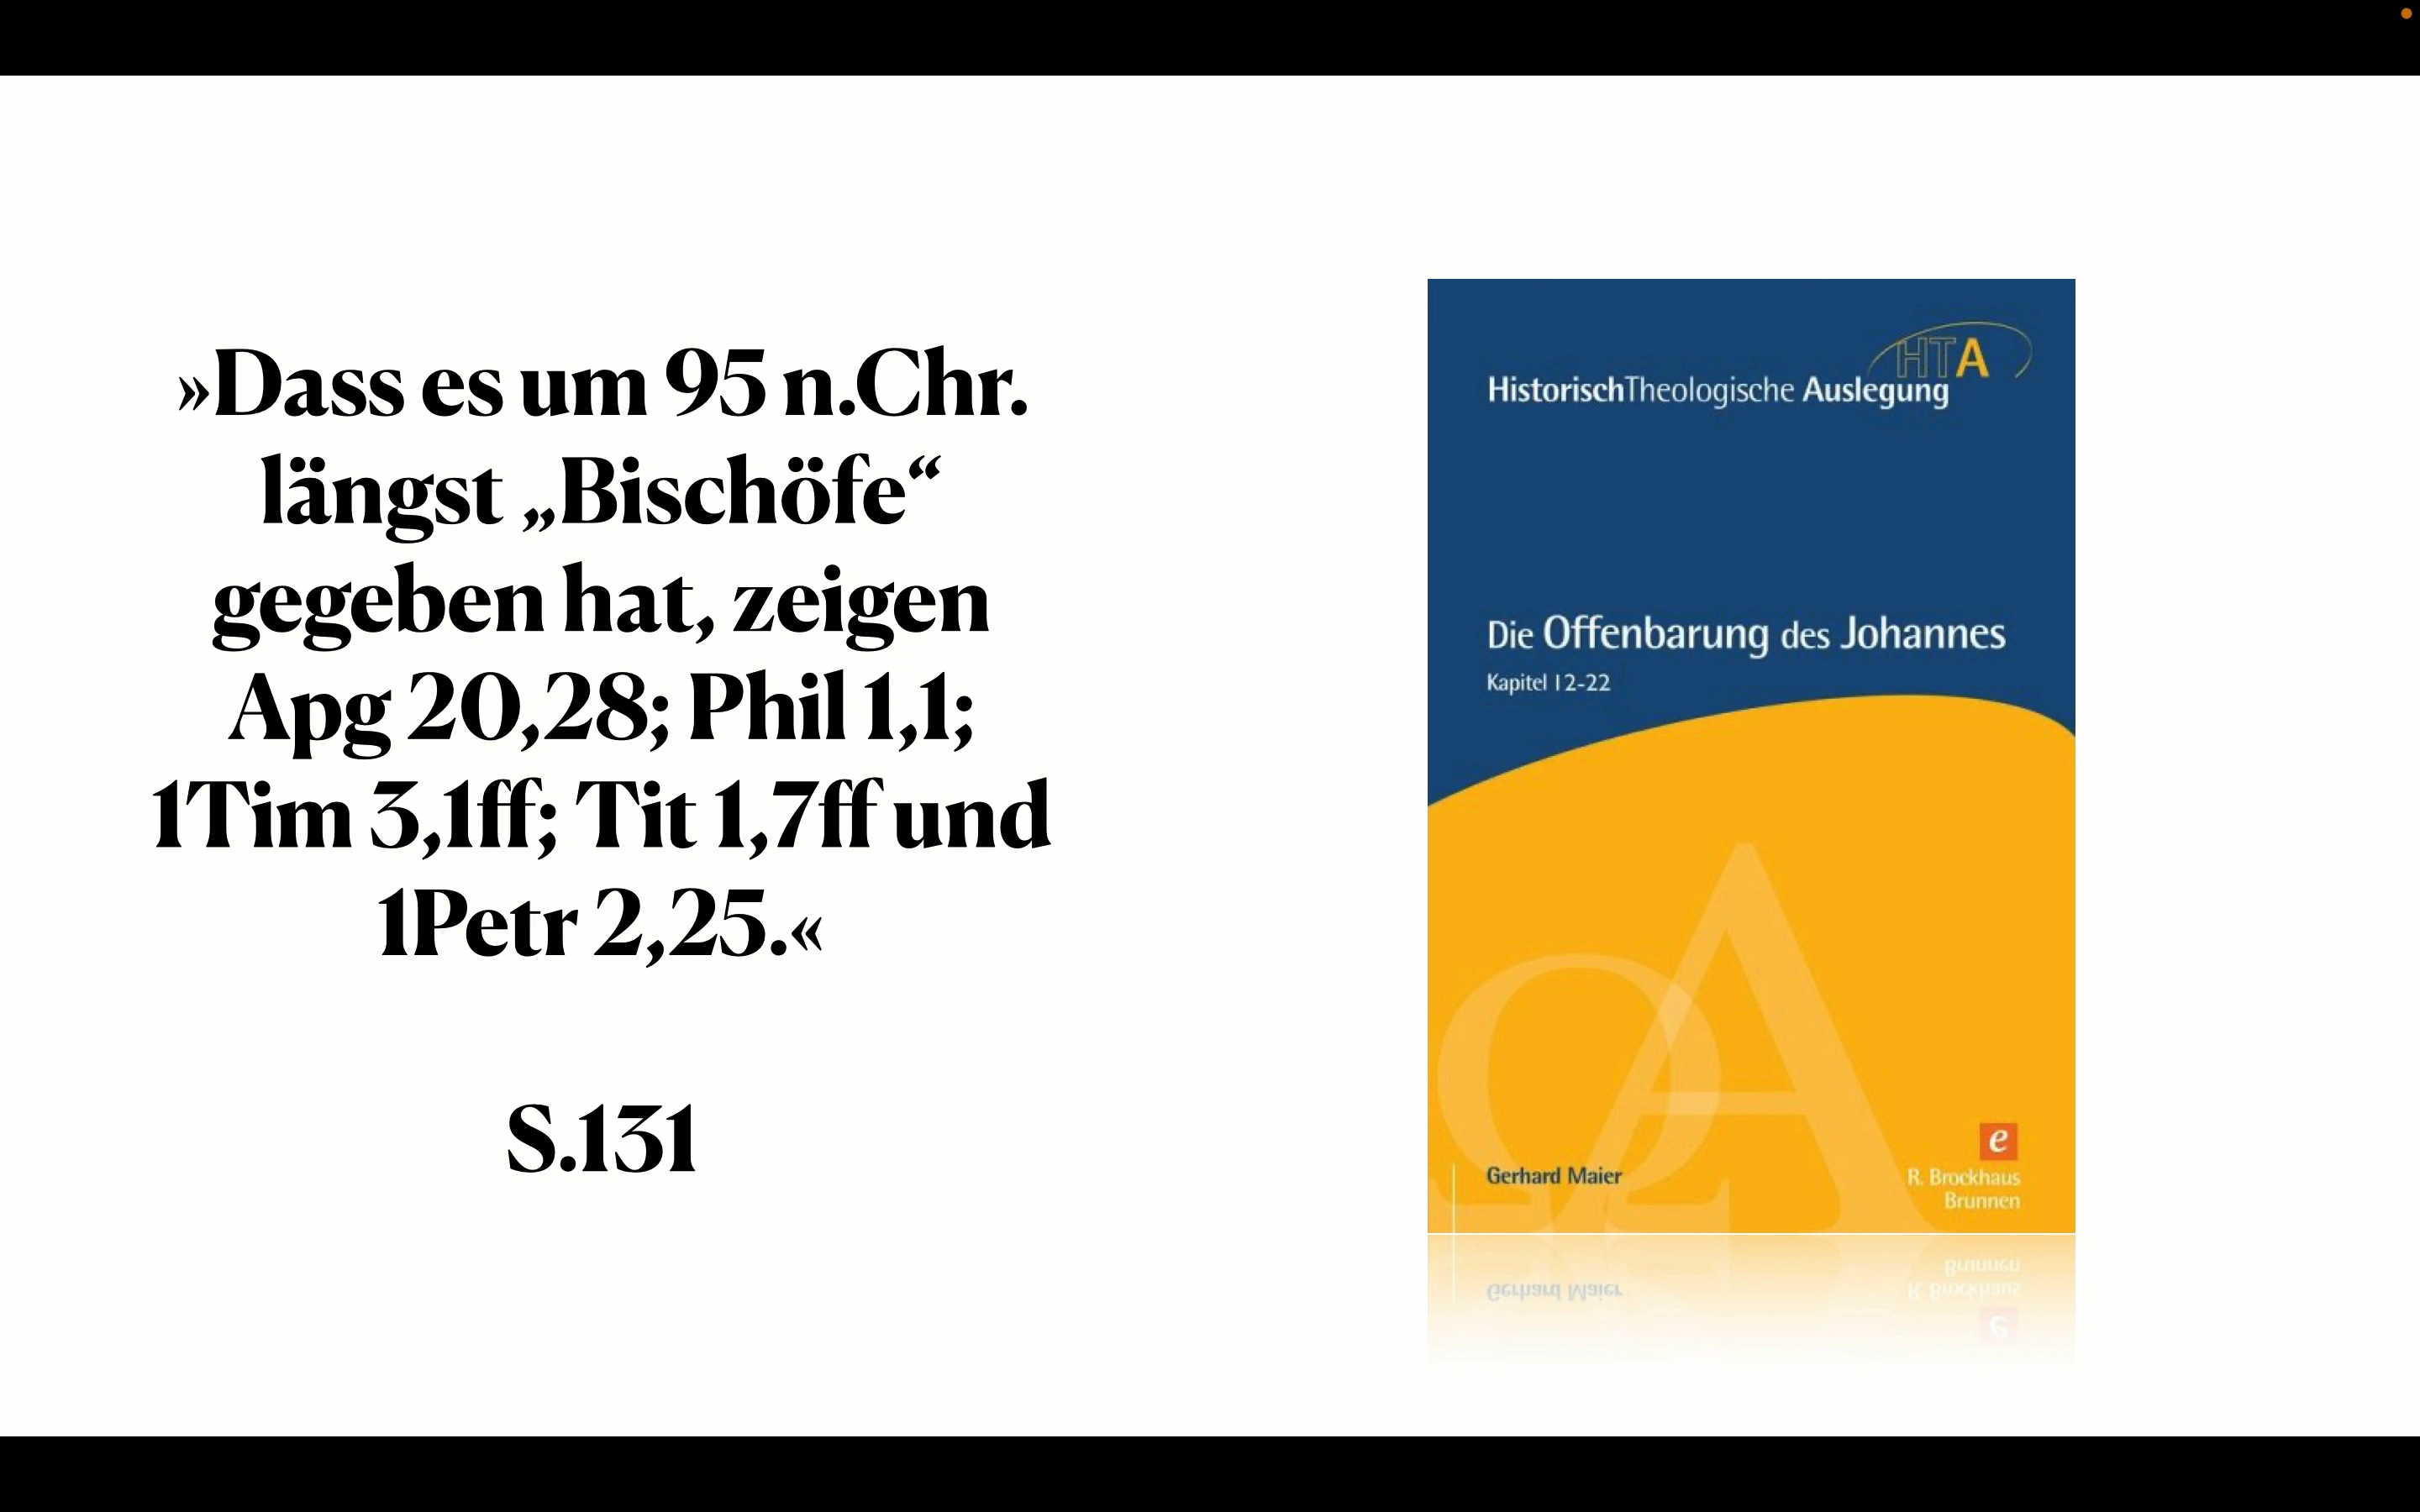 »Dass es um 95 n.Chr.
längst „Bischöfe“
gegeben hat, zeigen
Apg 20,28; Phil 1,1;
1Tim 3,1ff; Tit 1,7ff und
1Petr 2,25.«
S.131
HTA
HistorischTheologische Auslegung
Die Offenbarung des Johannes
Kapitel 12-22
e
Gerhard Maier
R. Brockhaus
Brunnen